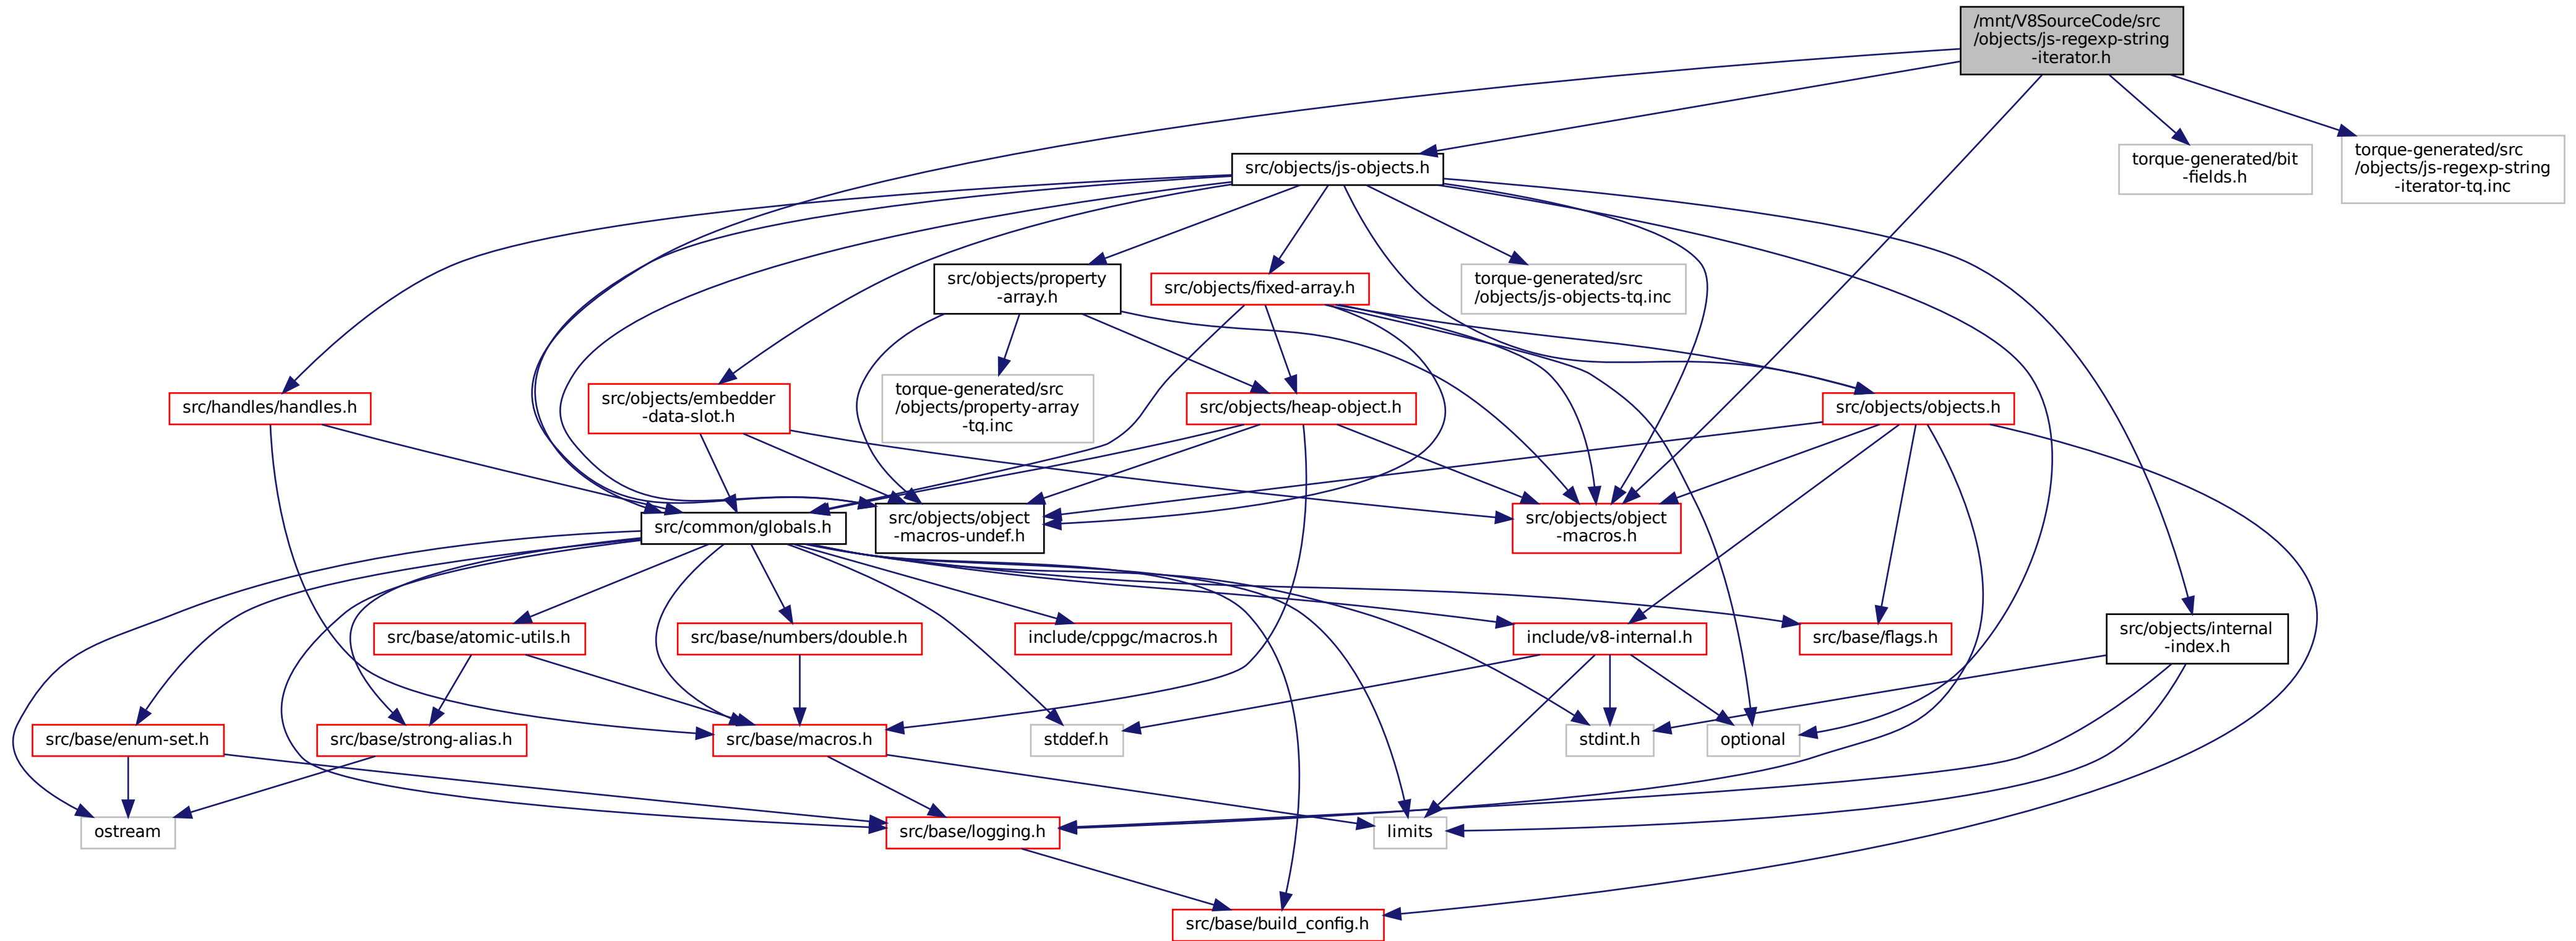 /mnt/V8SourceCode/src
/objects/js-regexp-string
-iterator.h
src/objects/js-objects.h
torque-generated/bit
-fields.h
torque-generated/src
/objects/js-regexp-string
-iterator-tq.inc
src/objects/property
-array.h
src/objects/fixed-array.h
torque-generated/src
/objects/js-objects-tq.inc
src/handles/handles.h
src/objects/embedder
-data-slot.h
torque-generated/src
/objects/property-array
-tq.inc
src/objects/heap-object.h
src/objects/objects.h
src/common/globals.h
src/objects/object
-macros-undef.h
src/objects/object
-macros.h
src/base/atomic-utils.h
src/base/numbers/double.h
include/cppgc/macros.h
include/v8-internal.h
src/base/flags.h
src/objects/internal
-index.h
src/base/enum-set.h
src/base/strong-alias.h
src/base/macros.h
stddef.h
stdint.h
optional
ostream
src/base/logging.h
limits
src/base/build_config.h